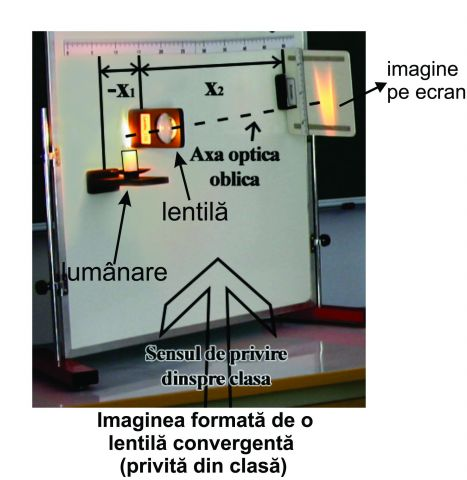 -x₁
x₂
imagine
pe ecran
Axa optica
oblica
lentilă
lumânare
Sensul de privire
dinspre clasa
Imaginea formată de o
lentilă convergentă
(privită din clasă)